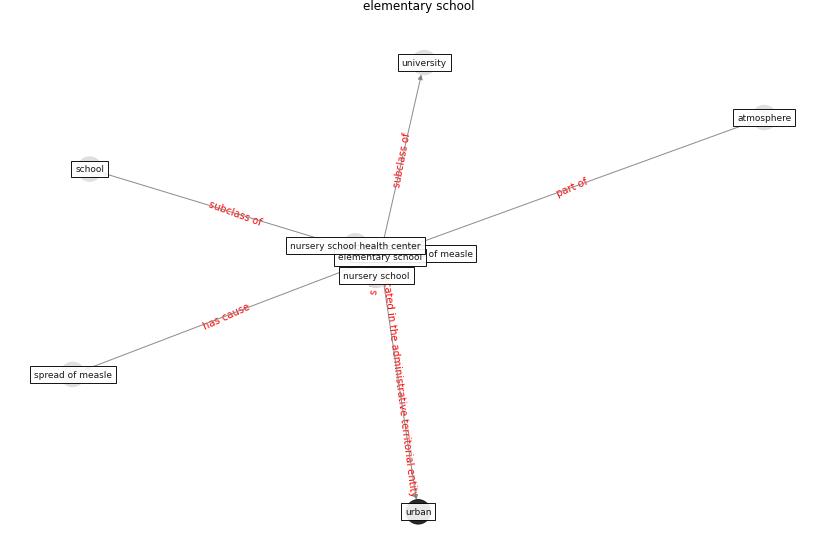 elementary school
university
atmosphere
subclass of
school
part of
subclass of
nursery school health center
of measle
elementary school
nursery school
s
has cause
cated in the administrative territorial entity
spread of measle
urban